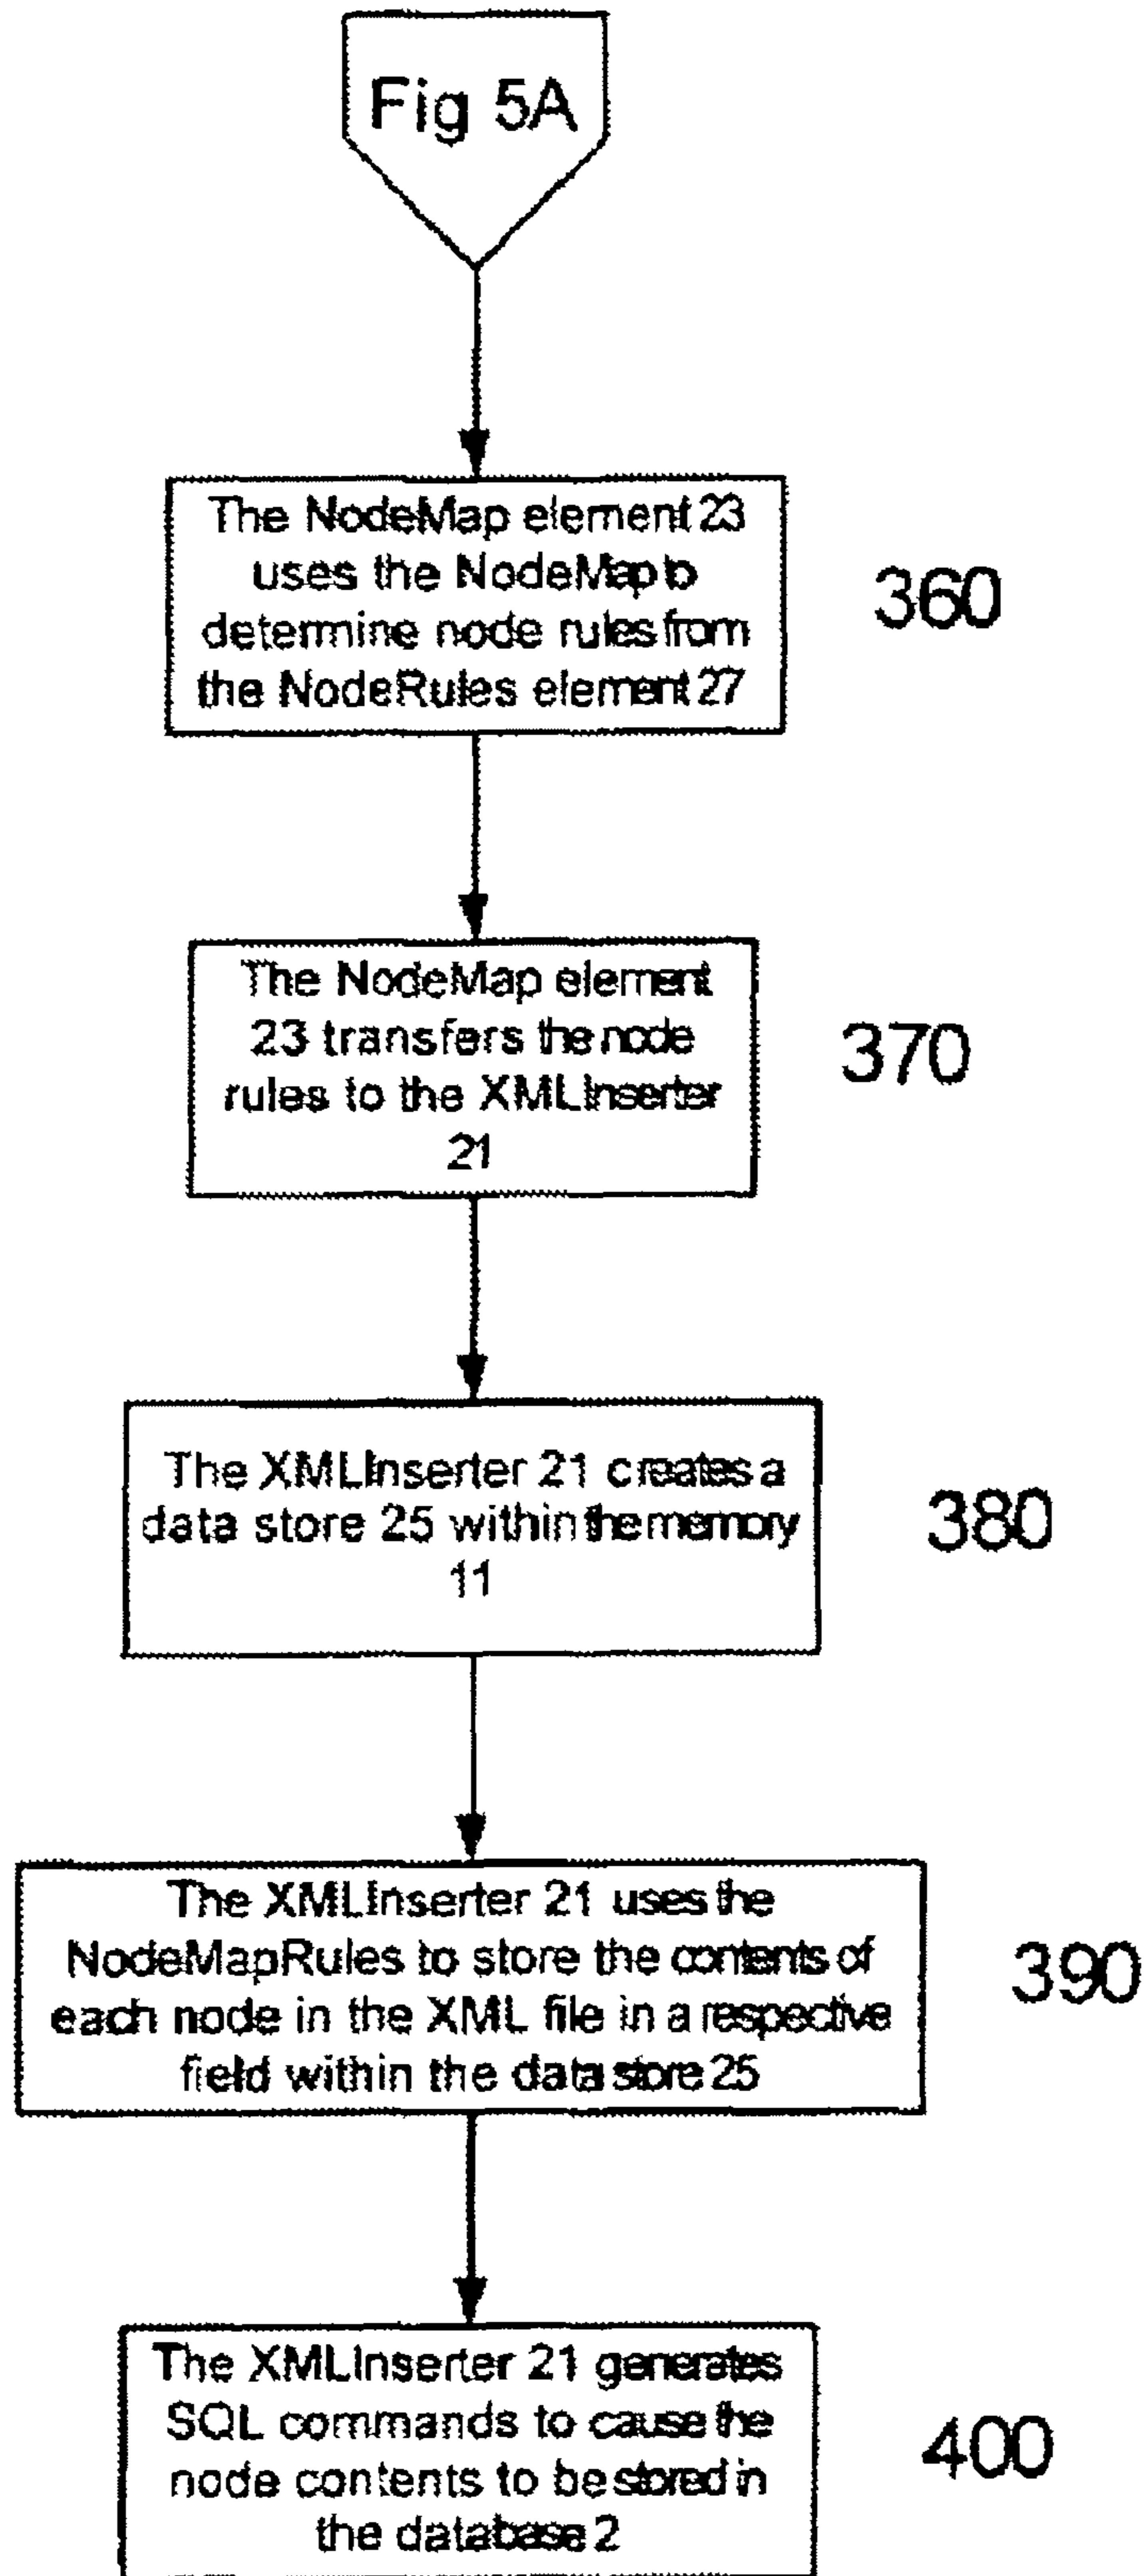 Fig 5A
The NodeMap element 23
uses the NodeMap to
determine node rules from
the NodeRules element 27
360
The NodeMap element
23 transfers the node
rules to the XMLInserter
21
370
The XMLInserter 21 creates a
data store 25 within the memory
11
380
The XMLInserter 21 uses the
NodeMapRules to store the contents of
each node in the XML file in a respective
field within the data store 25
390
The XMLInserter 21 generates
SQL commands to cause the
node contents to be stored in
the database 2
400